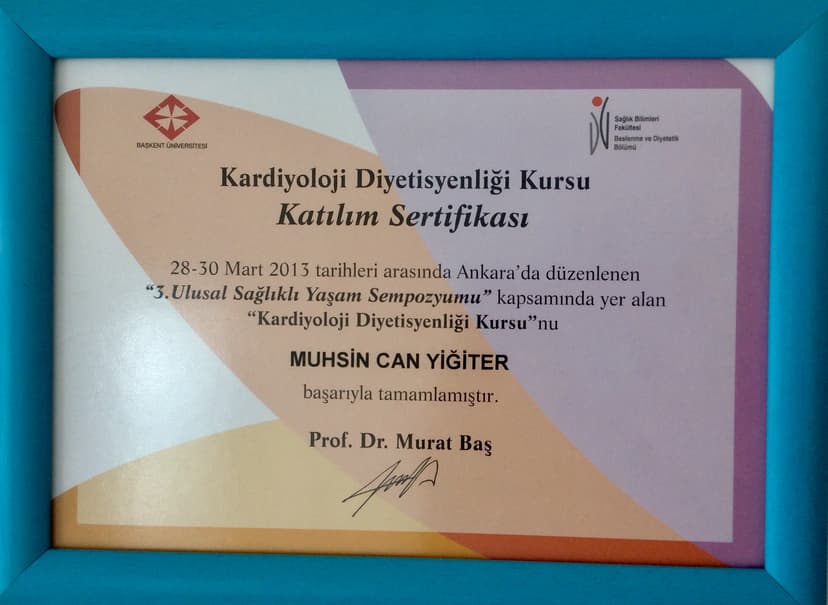 BAŞKENT ÜNİVERSİTESİ
Sağlık Bilimleri
Fakültesi
Beslenme ve Diyetetik
Bölümü
Kardiyoloji Diyetisyenliği Kursu
Katılım Sertifikası
28-30 Mart 2013 tarihleri arasında Ankara'da düzenlenen
“3.Ulusal Sağlıklı Yaşam Sempozyumu” kapsamında yer alan
“Kardiyoloji Diyetisyenliği Kursu”nu
MUHSİN CAN YİĞİTER
başarıyla tamamlamıştır.
Prof. Dr. Murat Baş